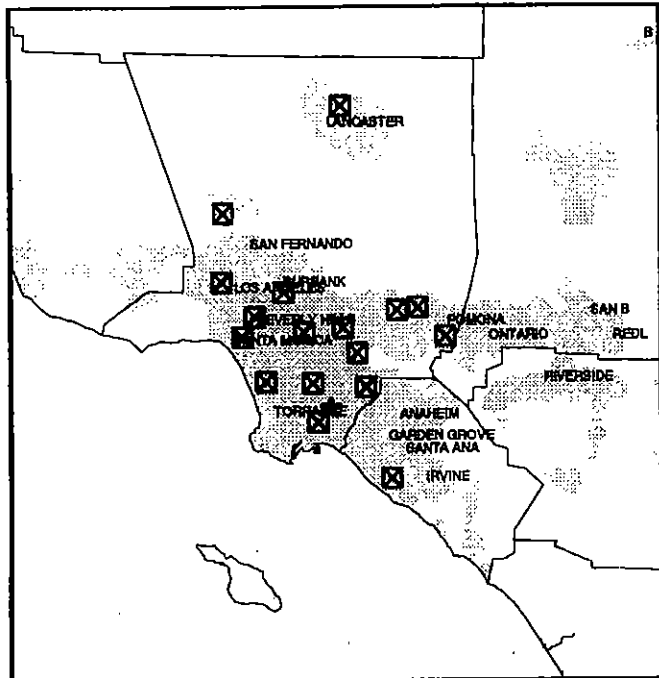 B
LANCASTER
SAN FERNANDO
BURBANK
LOS ANGELES
SAN B
BEVERLY HILLS
POMONA
SANTA MONICA
ONTARIO
REDL
RIVERSIDE
TORRANCE
ANAHEIM
GARDEN GROVE
SANTA ANA
IRVINE